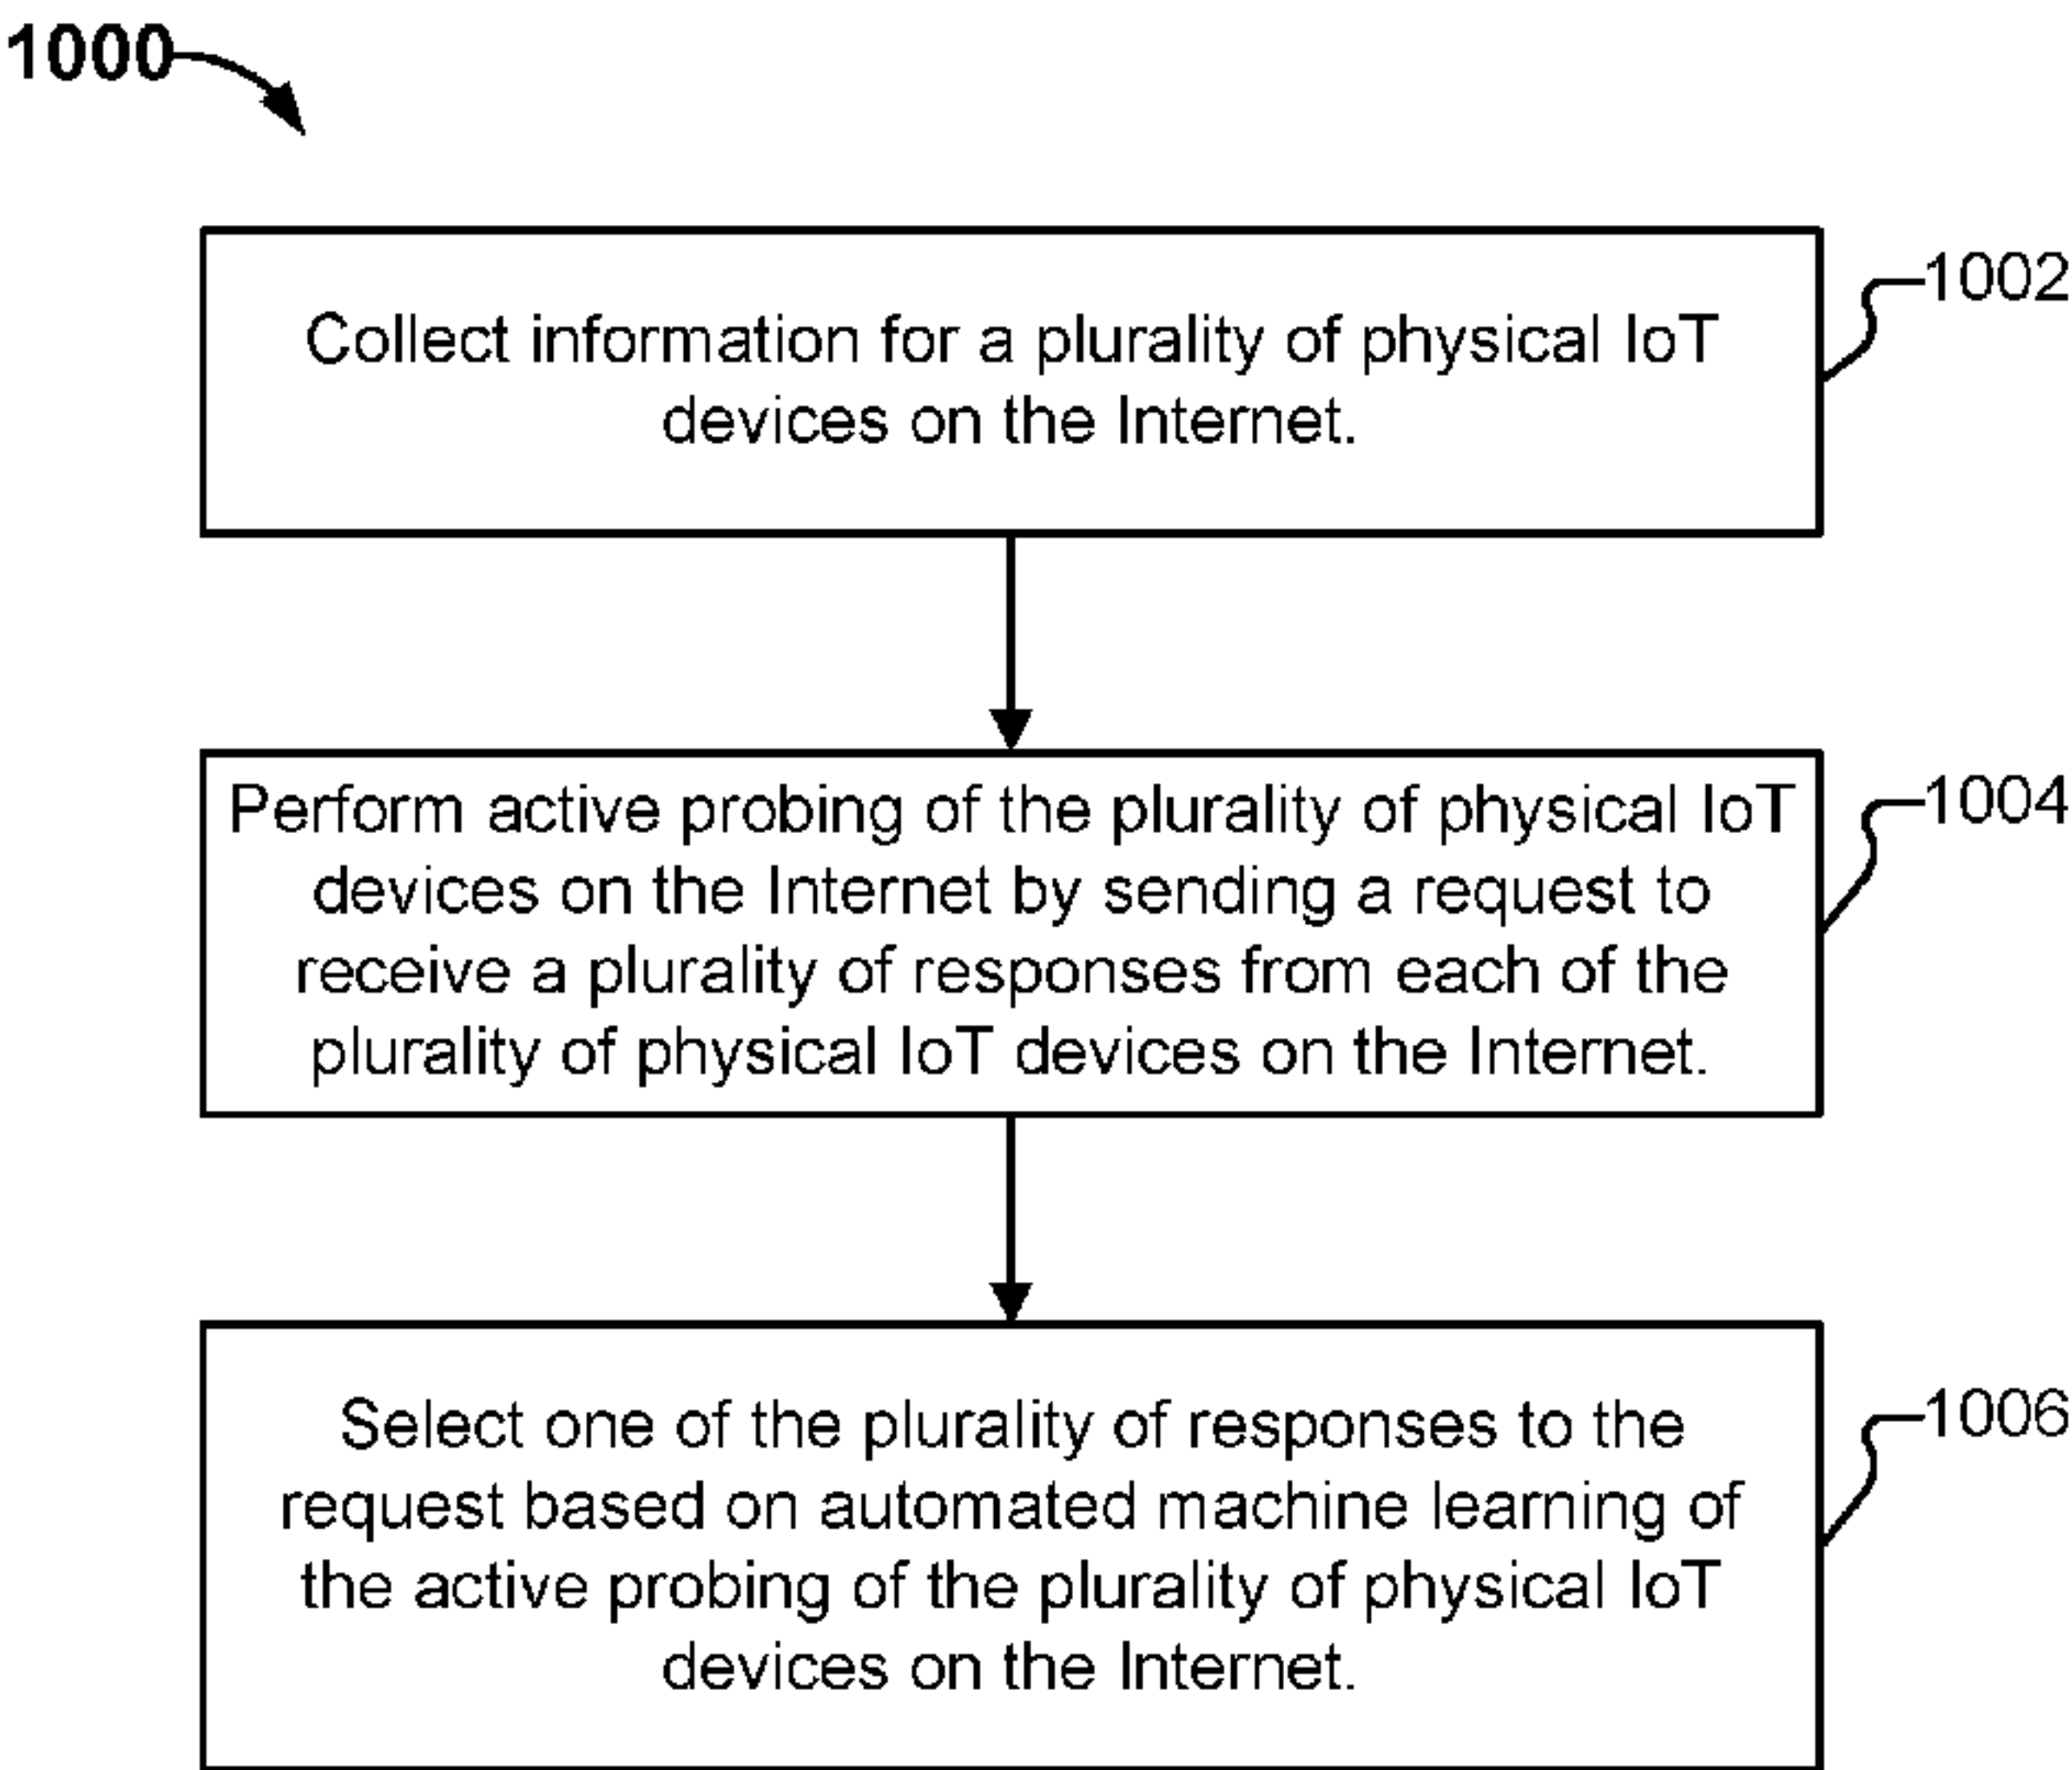 1000
Collect information for a plurality of physical IoT
devices on the Internet.
1002
Perform active probing of the plurality of physical IoT
devices on the Internet by sending a request to
receive a plurality of responses from each of the
plurality of physical IoT devices on the Internet.
1004
Select one of the plurality of responses to the
request based on automated machine learning of
the active probing of the plurality of physical IoT
devices on the Internet.
1006